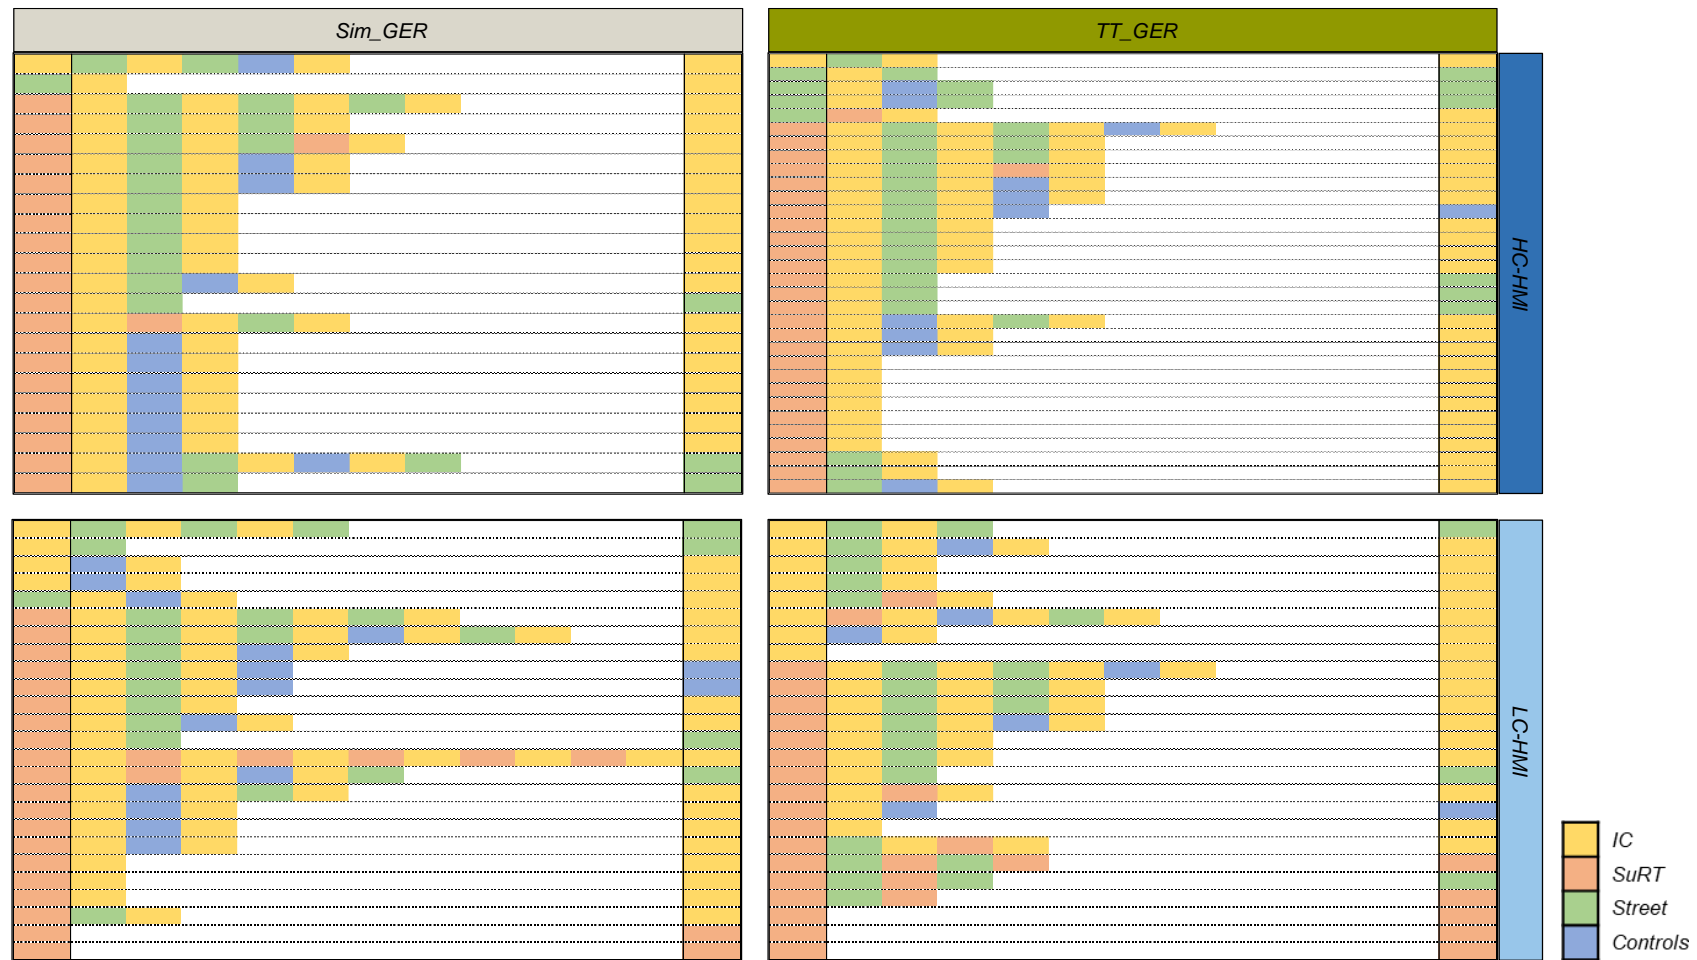 Sim_GER
TT_GER
HC-HMI
LC-HMI
IC
SuRT
Street
Controls